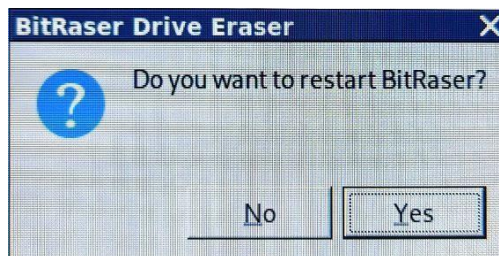 BitRaser Drive Eraser
Do you want to restart BitRaser?
No
Yes